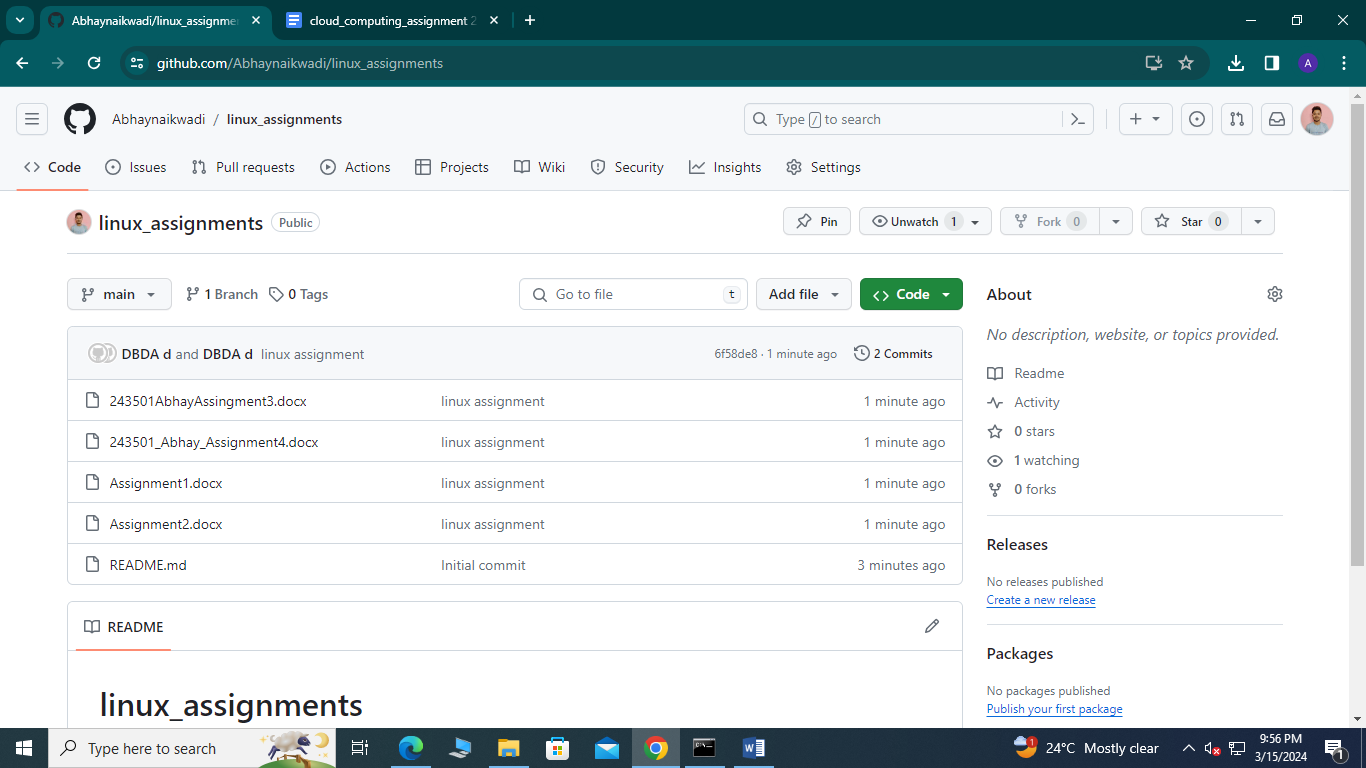 Abhaynaikwadi/linux_assignme
cloud_computing_assignment 2
github.com/Abhaynaikwadi/linux_assignments
A
Abhaynaikwadi / linux_assignments
Type / to search
Code Issues Pull requests Actions Projects Wiki Security Insights Settings
linux_assignments Public
Pin Unwatch 1 Fork 0 Star 0
main 1 Branch 0 Tags Go to file t Add file Code
DBDA d and DBDA d linux assignment 6f58de8 · 1 minute ago 2 Commits
243501AbhayAssingment3.docx linux assignment 1 minute ago
243501_Abhay_Assignment4.docx linux assignment 1 minute ago
Assignment1.docx linux assignment 1 minute ago
Assignment2.docx linux assignment 1 minute ago
README.md Initial commit 3 minutes ago
README
linux_assignments
About
No description, website, or topics provided.
Readme
Activity
0 stars
1 watching
0 forks
Releases
No releases published
Create a new release
Packages
No packages published
Publish your first package
Type here to search
1
24°C Mostly clear
9:56 PM
3/15/2024
1